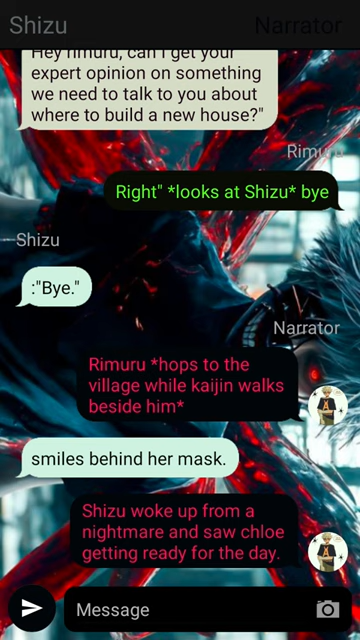 Shizu
Narrator
Hey rimuru, can I get your
expert opinion on something
we need to talk to you about
where to build a new house?"
Rimuru
Right" *looks at Shizu* bye
Shizu
:"Bye."
Narrator
Rimuru *hops to the
village while kaijin walks
beside him*
smiles behind her mask.
Shizu woke up from a
nightmare and saw chloe
getting ready for the day.
Message